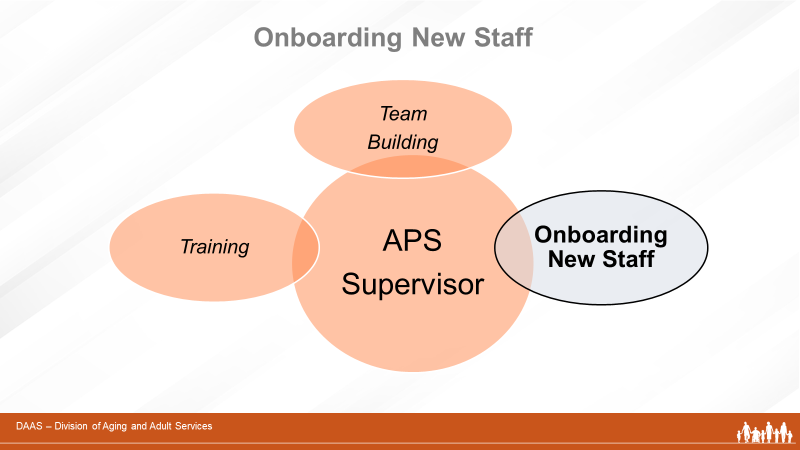 Onboarding New Staff
Team
Building
Training
APS
Supervisor
Onboarding
New Staff
DAAS – Division of Aging and Adult Services